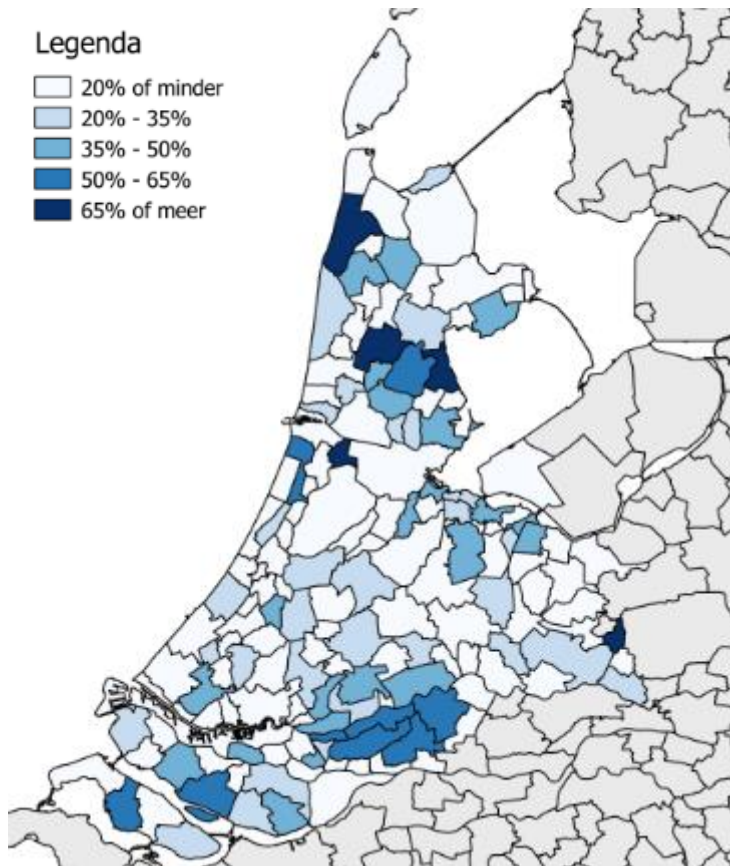 Legenda
20% of minder
20% - 35%
35% - 50%
50% - 65%
65% of meer